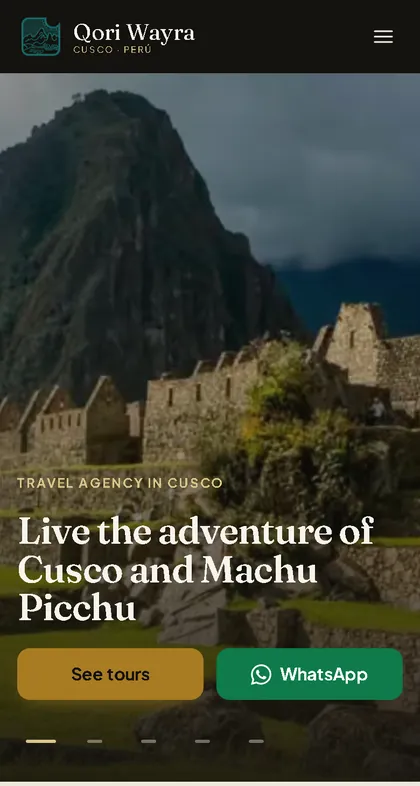 Qori Wayra
CUSCO · PERÚ
TRAVEL AGENCY IN CUSCO
Live the adventure of
Cusco and Machu
Picchu
See tours
WhatsApp